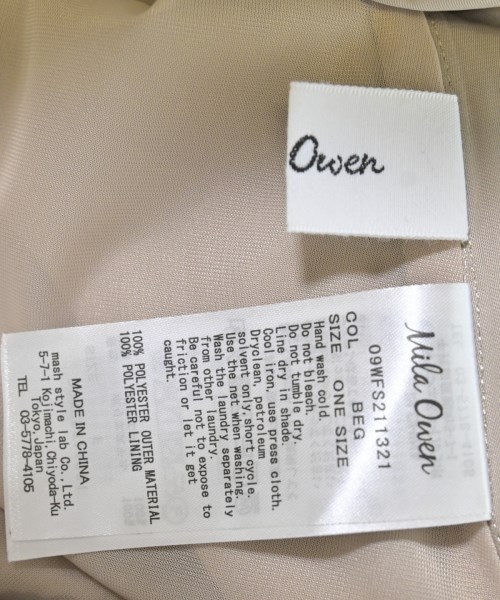 Owen
Mila Owen
09WFS211321
COL BEG
SIZE ONE SIZE
Hand wash cold.
Do not bleach.
Do not tumble dry.
Line dry in shade.
Cool iron, use press cloth.
Dryclean, petroleum
solvent only,short cycle.
Use the net when washing.
Wash the laundry separately
from other laundry.
Be careful not to expose to
friction or let it get
caught.
100% POLYESTER OUTER MATERIAL
100% POLYESTER LINING
MADE IN CHINA
mash style lab Co.,Ltd.
5-7-1 Kojimachi,Chiyoda-Ku
Tokyo,Japan
TEL 03-5778-4105